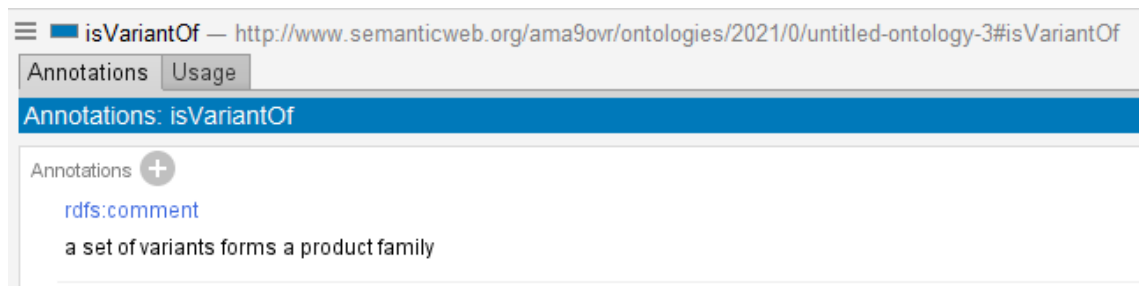 isVariantOf — http://www.semanticweb.org/ama9ovr/ontologies/2021/0/untitled-ontology-3#isVariantOf
Annotations Usage
Annotations: isVariantOf
Annotations
rdfs:comment
a set of variants forms a product family